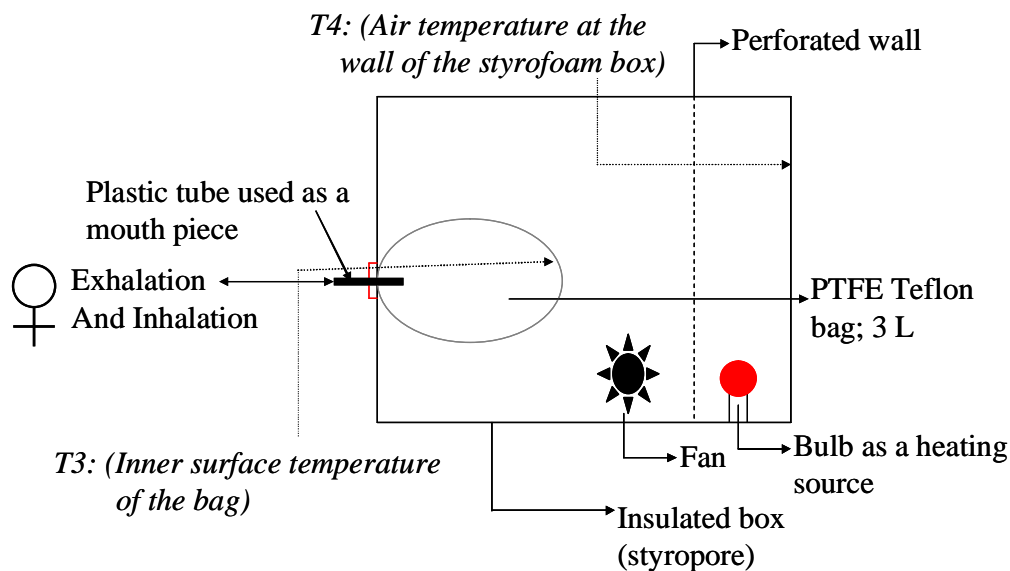 T4: (Air temperature at the
wall of the styrofoam box)
Perforated wall
Plastic tube used as a
mouth piece
Exhalation
And Inhalation
PTFE Teflon
bag; 3 L
T3: (Inner surface temperature
of the bag)
Fan
Bulb as a heating
source
Insulated box
(styropore)